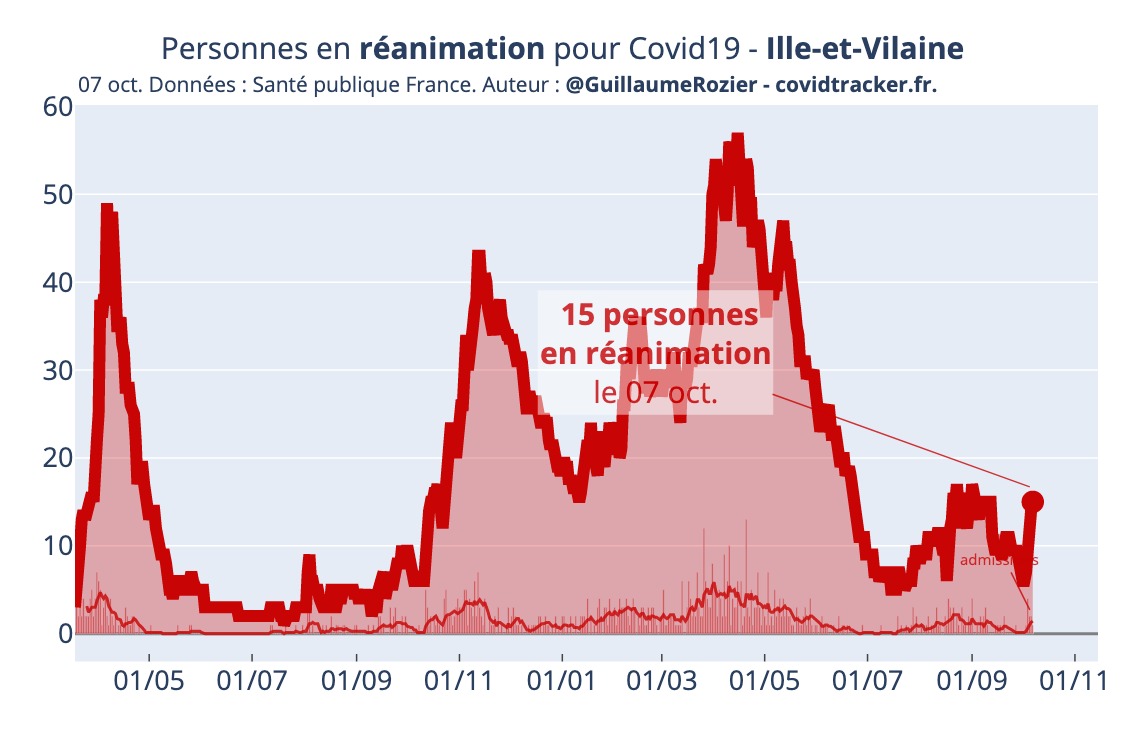 Personnes en réanimation pour Covid19 - Ille-et-Vilaine
07 oct. Données : Santé publique France. Auteur : @GuillaumeRozier - covidtracker.fr.
60
50
40
30
20
10
0
15 personnes
en réanimation
le 07 oct.
admissions
01/05 01/07 01/09 01/11 01/01 01/03 01/05 01/07 01/09 01/11